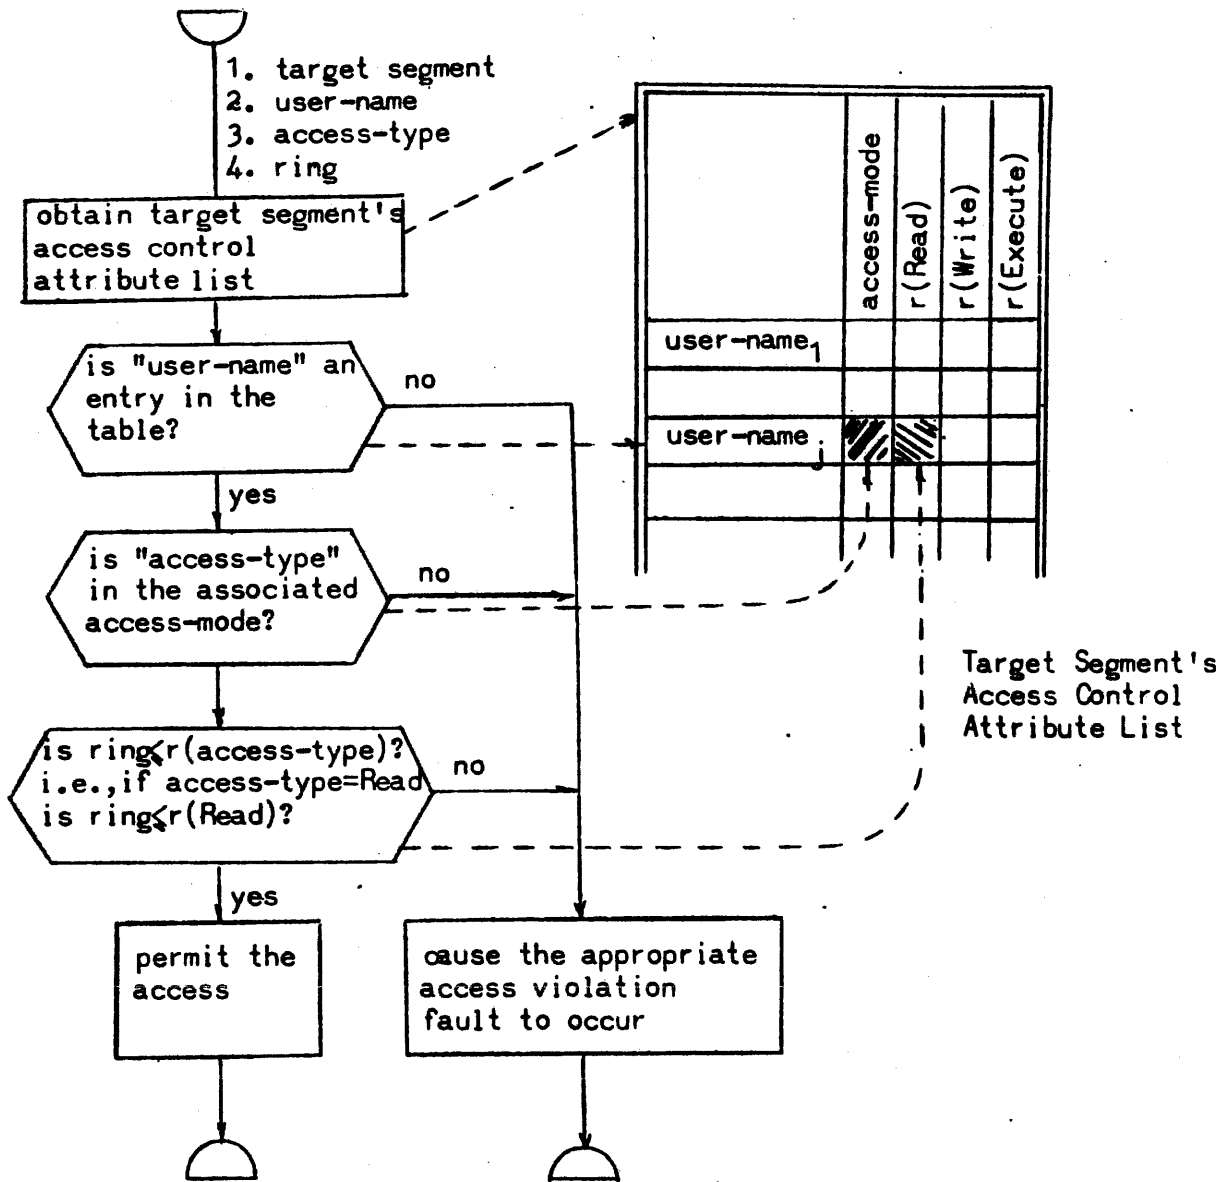 1. target segment
2. user-name
3. access-type
4. ring
obtain target segment's
access control
attribute list
is "user-name" an
entry in the
table?
no
yes
is "access-type"
in the associated
access-mode?
no
is ring≤r(access-type)?
i.e.,if access-type=Read
is ring≤r(Read)?
no
yes
permit the
access
cause the appropriate
access violation
fault to occur
access-mode
r(Read)
r(Write)
r(Execute)
user-name1
user-name j
Target Segment's
Access Control
Attribute List